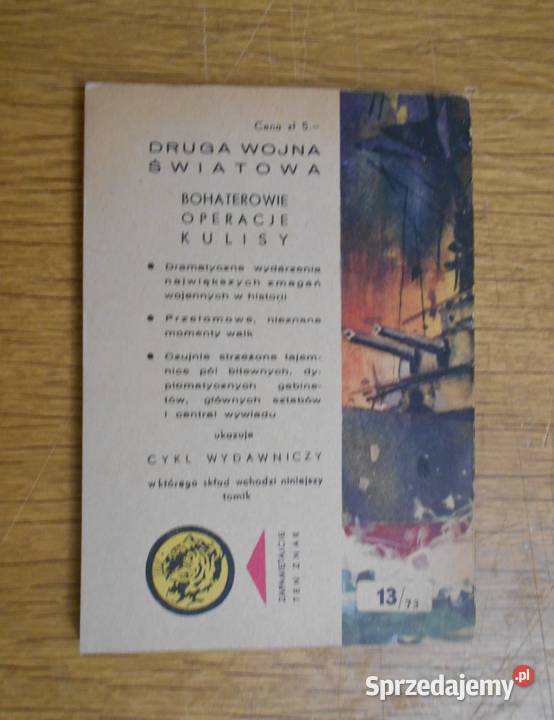 Cena zł 5,—
DRUGA WOJNA
ŚWIATOWA
BOHATEROWIE
OPERACJE
KULISY
● Dramatyczne wydarzenia
największych zmagań
wojennych w historii
● Przełomowe, nieznane
momenty walk
● Czujnie strzeżone tajem-
nice pól bitewnych, dy-
plomatycznych gabine-
tów, głównych sztabów
i central wywiadu
ukazuje
CYKL WYDAWNICZY
w którego skład wchodzi niniejszy
tomik
ZAPAMIĘTAJCIE
TEN ZNAK
13/73
Sprzedajemy.pl